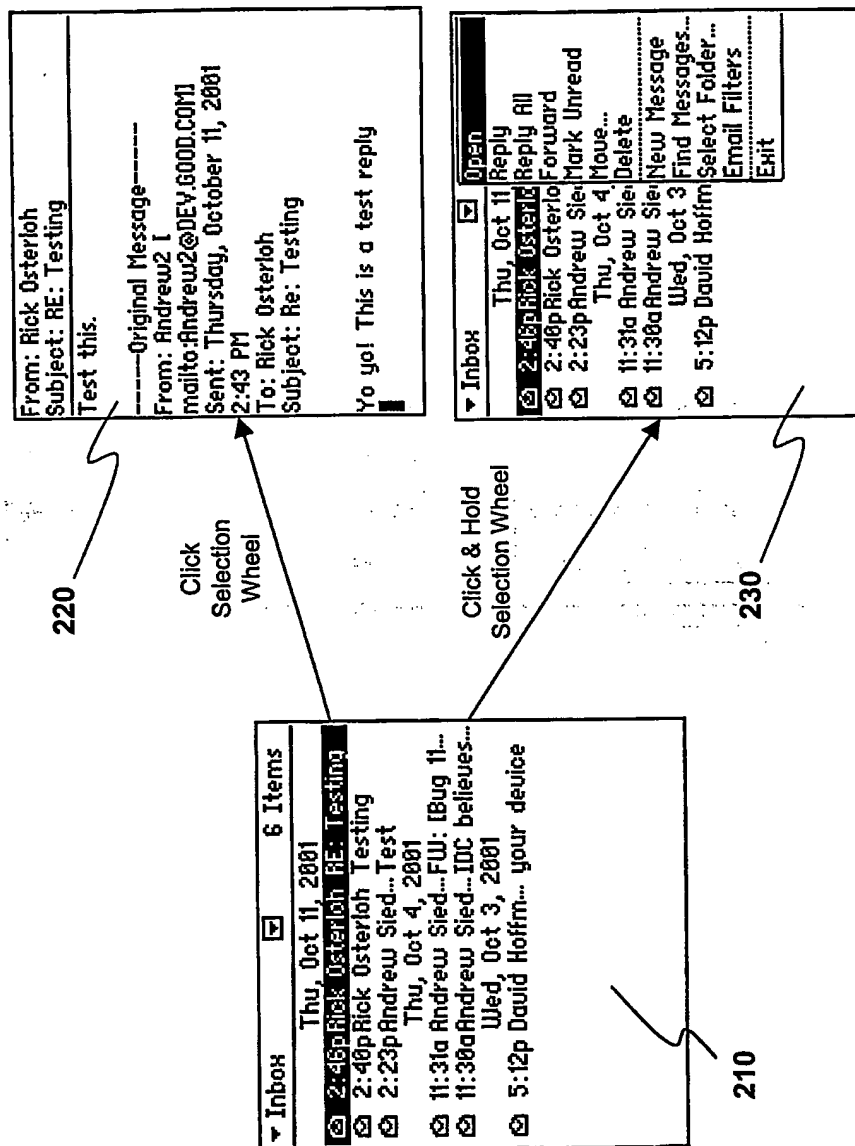 ▾ Inbox 6 Items
Thu, Oct 11, 2001
2:46p Rick Osterloh RE: Testing
2:40p Rick Osterloh Testing
2:23p Andrew Sied... Test
Thu, Oct 4, 2001
11:31a Andrew Sied... FW: [Bug 11...
11:30a Andrew Sied... IDC believes...
Wed, Oct 3, 2001
5:12p David Hoffm... your device
210
Click
Selection
Wheel
Click & Hold
Selection Wheel
220
From: Rick Osterloh
Subject: RE: Testing
Test this.
-----Original Message-----
From: Andrew2 [
mailto:Andrew2@DEV.GOOD.COM]
Sent: Thursday, October 11, 2001
2:43 PM
To: Rick Osterloh
Subject: Re: Testing
Yo yo! This is a test reply
230
▾ Inbox
Thu, Oct 11
2:46p Rick Osterlo
2:40p Rick Osterlo
2:23p Andrew Sie
Thu, Oct 4
11:31a Andrew Sie
11:30a Andrew Sie
Wed, Oct 3
5:12p David Hoffm
Open
Reply
Reply All
Forward
Mark Unread
Move...
Delete
New Message
Find Messages...
Select Folder...
Email Filters
Exit